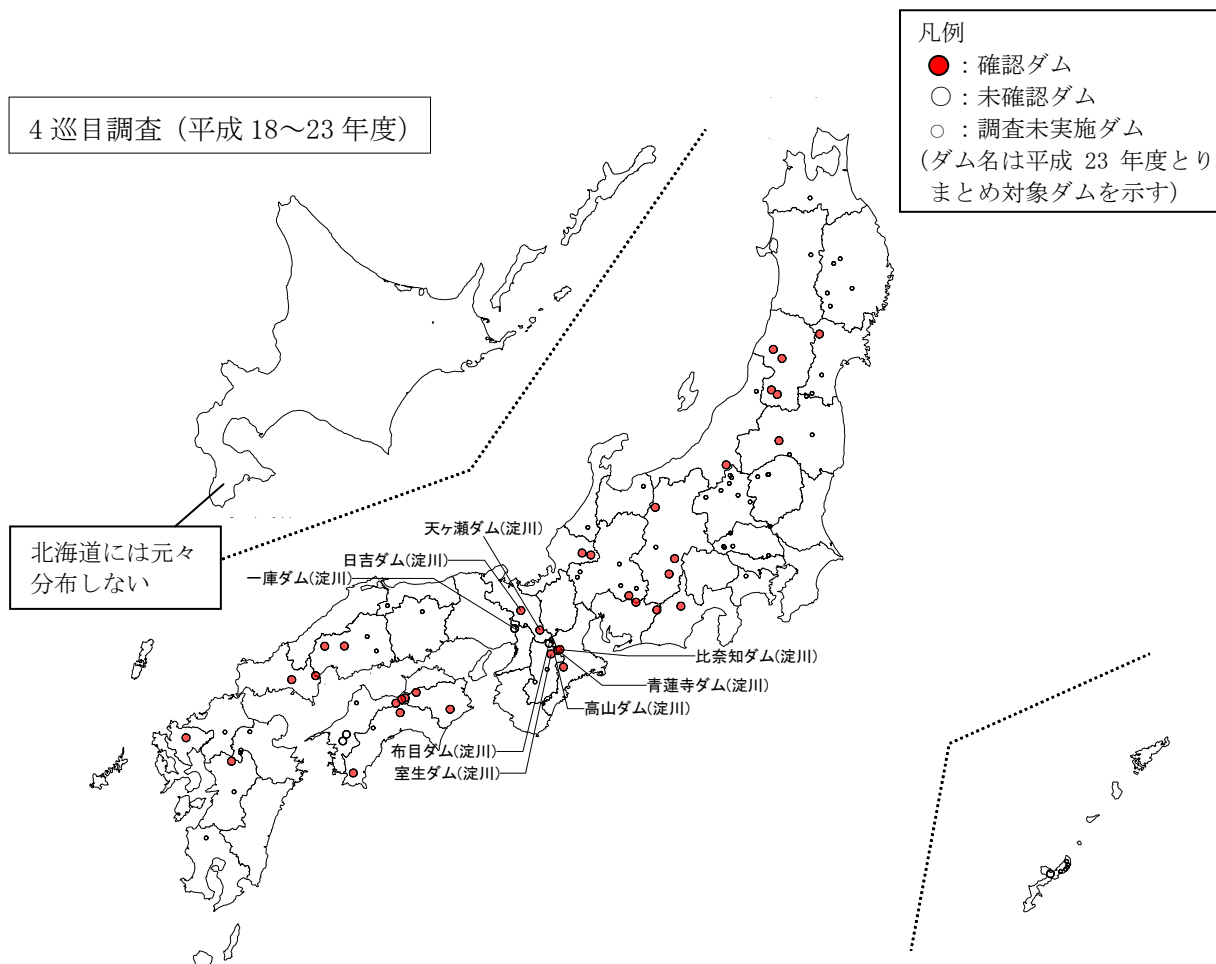 凡例
●：確認ダム
○：未確認ダム
○：調査未実施ダム
(ダム名は平成 23 年度とり
まとめ対象ダムを示す)
4 巡目調査（平成 18～23 年度）
北海道には元々
分布しない
天ヶ瀬ダム(淀川)
日吉ダム(淀川)
一庫ダム(淀川)
比奈知ダム(淀川)
青蓮寺ダム(淀川)
高山ダム(淀川)
布目ダム(淀川)
室生ダム(淀川)